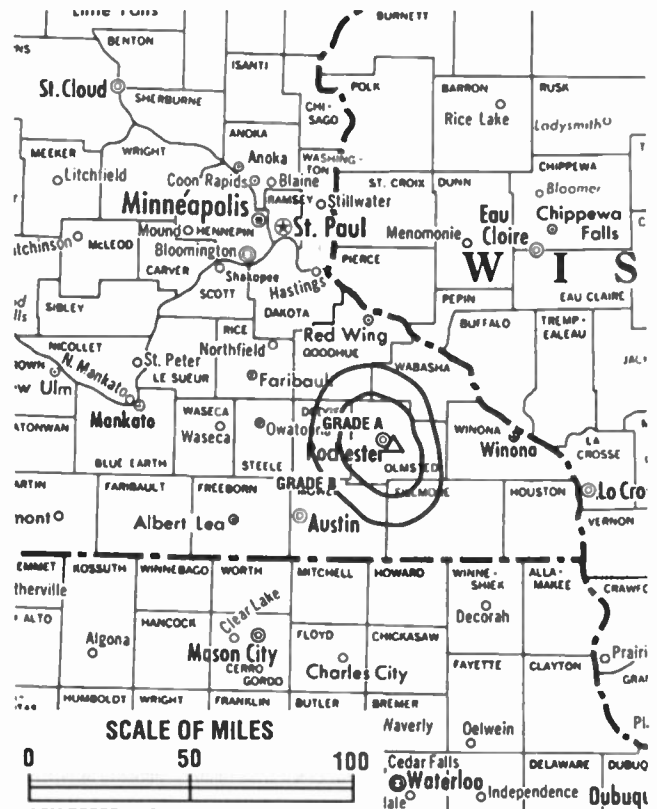 BURNETT
BENTON
ISANTI
St. Cloud
SHERBURNE
CHI-
SAGO
POLK
BARRON
RUSK
Rice Lake
Ladysmith
ANOKA
MEEKER
WRIGHT
Anoka
WASHING-
TON
CHIPPEWA
Litchfield
Coon Rapids
Blaine
ST. CROIX
DUNN
Bloomer
RAMSEY
Stillwater
Minneapolis
St. Paul
Eau
Claire
Chippewa
Falls
Mound
HENNEPIN
Menomonie
McLEOD
Bloomington
CARVER
Shakopee
PIERCE
W I S
SCOTT
Hastings
DAKOTA
PEPIN
EAU CLAIRE
SIBLEY
Red Wing
BUFFALO
TREMP-
EALEAU
NICOLLET
RICE
Northfield
GOODHUE
St. Peter
WABASHA
N. Mankato
LE SUEUR
Faribault
Ulm
Mankato
WASECA
Waseca
GRADE A
WINONA
Winona
Rochester
LA
CROSSE
OLMSTED
BLUE EARTH
STEELE
GRADE B
FARIBAULT
FREEBORN
FILLMORE
HOUSTON
Albert Lea
Austin
VERNON
EMMET
KOSSUTH
WINNEBAGO
WORTH
MITCHELL
HOWARD
WINNE-
SHIEK
ALLA-
MAKEE
HANCOCK
Clear Lake
Decorah
Algona
Mason City
FLOYD
CHICKASAW
CERRO
GORDO
Charles City
FAYETTE
CLAYTON
HUMBOLDT
WRIGHT
FRANKLIN
BUTLER
BREMER
SCALE OF MILES
Waverly
Oelwein
0 50 100
DELAWARE
Cedar Falls
Waterloo
Independence